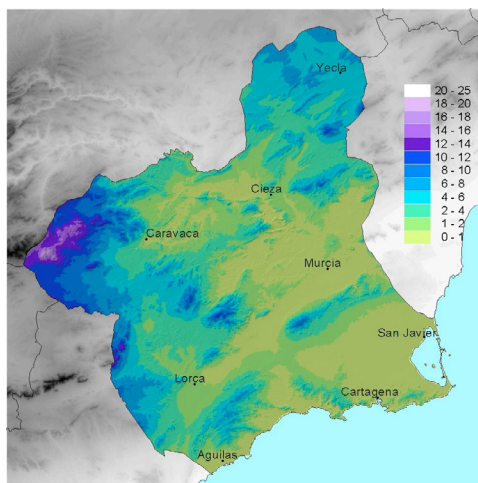 Yecla
20 - 25
18 - 20
16 - 18
14 - 16
12 - 14
10 - 12
8 - 10
6 - 8
4 - 6
2 - 4
1 - 2
0 - 1
Cieza
Caravaca
Murcia
San Javier
Lorca
Cartagena
Aguilas